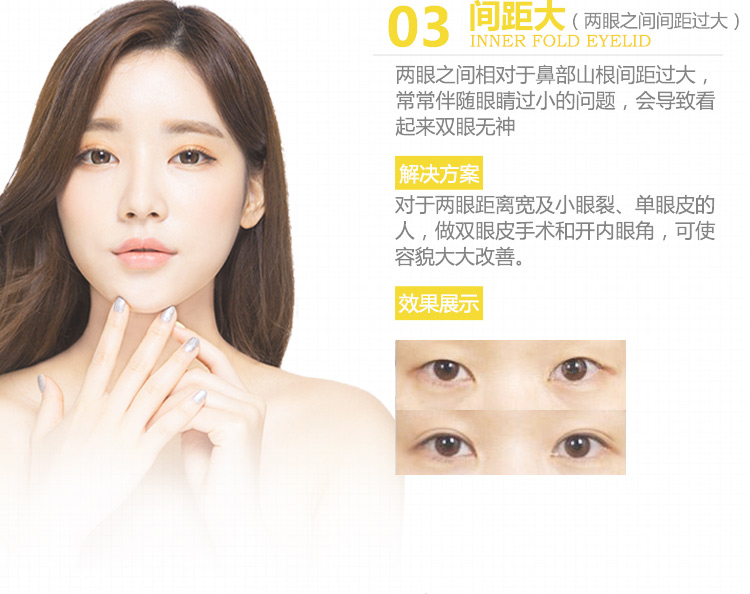 03 间距大（两眼之间间距过大）
INNER FOLD EYELID
两眼之间相对于鼻部山根间距过大，
常常伴随眼睛过小的问题，会导致看
起来双眼无神
解决方案
对于两眼距离宽及小眼裂、单眼皮的
人，做双眼皮手术和开内眼角，可使
容貌大大改善。
效果展示